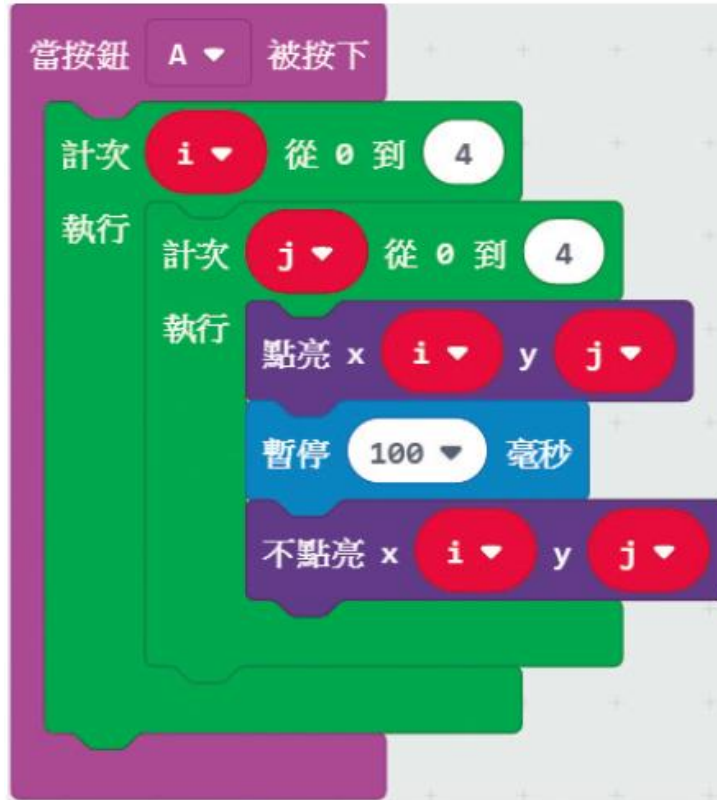 當按鈕 A 被按下
計次 i 從 0 到 4
執行
計次 j 從 0 到 4
執行
點亮 x i y j
暫停 100 毫秒
不點亮 x i y j